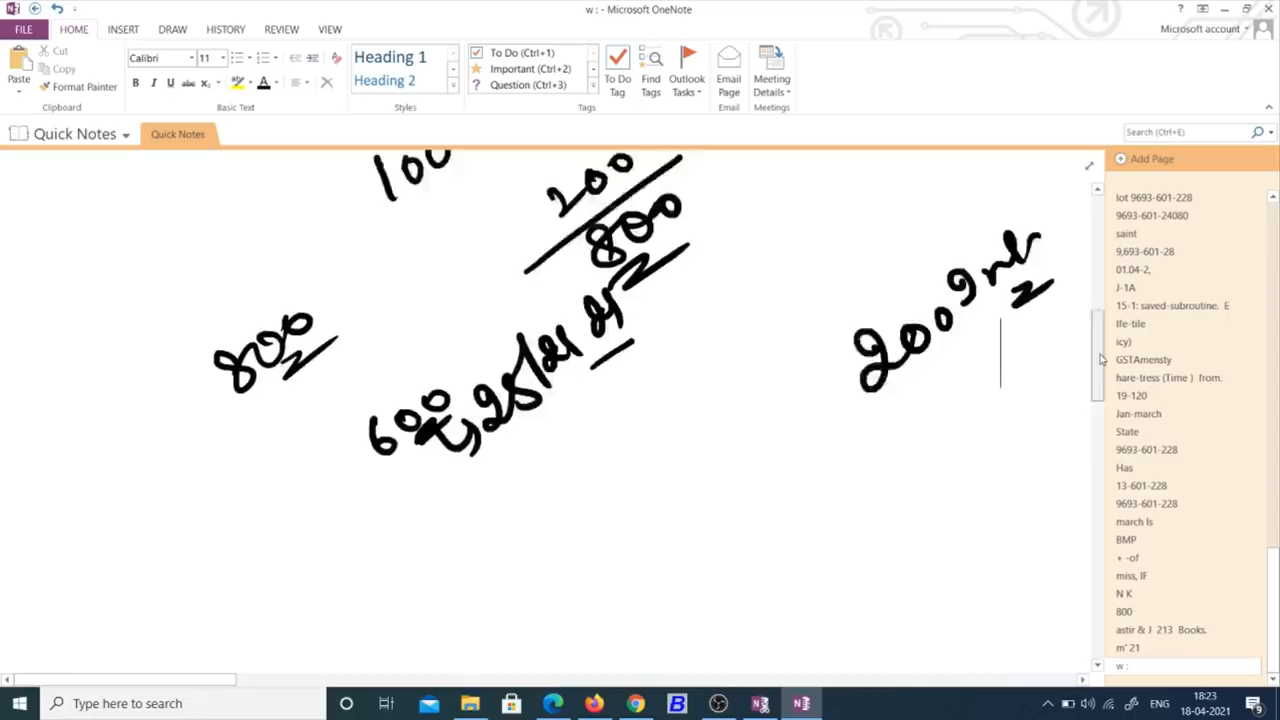 w : - Microsoft OneNote
FILE HOME INSERT DRAW HISTORY REVIEW VIEW
Microsoft account
Paste
Cut
Copy
Format Painter
Clipboard
Calibri 11
B I U abc x₂ A
Basic Text
Heading 1
Heading 2
Styles
To Do (Ctrl+1)
Important (Ctrl+2)
Question (Ctrl+3)
To Do Tag
Find Tags
Outlook Tasks
Tags
Email Page
Email
Meeting Details
Meetings
Quick Notes
Quick Notes
Search (Ctrl+E)
Add Page
100
200
800
800
600
2009
lot 9693-601-228
9693-601-24080
saint
9,693-601-28
01.04-2,
J-1A
15-1: saved-subroutine. E
Ife-tile
icy)
GSTAmensty
hare-tress (Time ) from.
19-120
Jan-march
State
9693-601-228
Has
13-601-228
9693-601-228
march Is
BMP
+ -of
miss, IF
N K
800
astir & J 213 Books.
m' 21
w :
Type here to search
ENG
18:23
18-04-2021